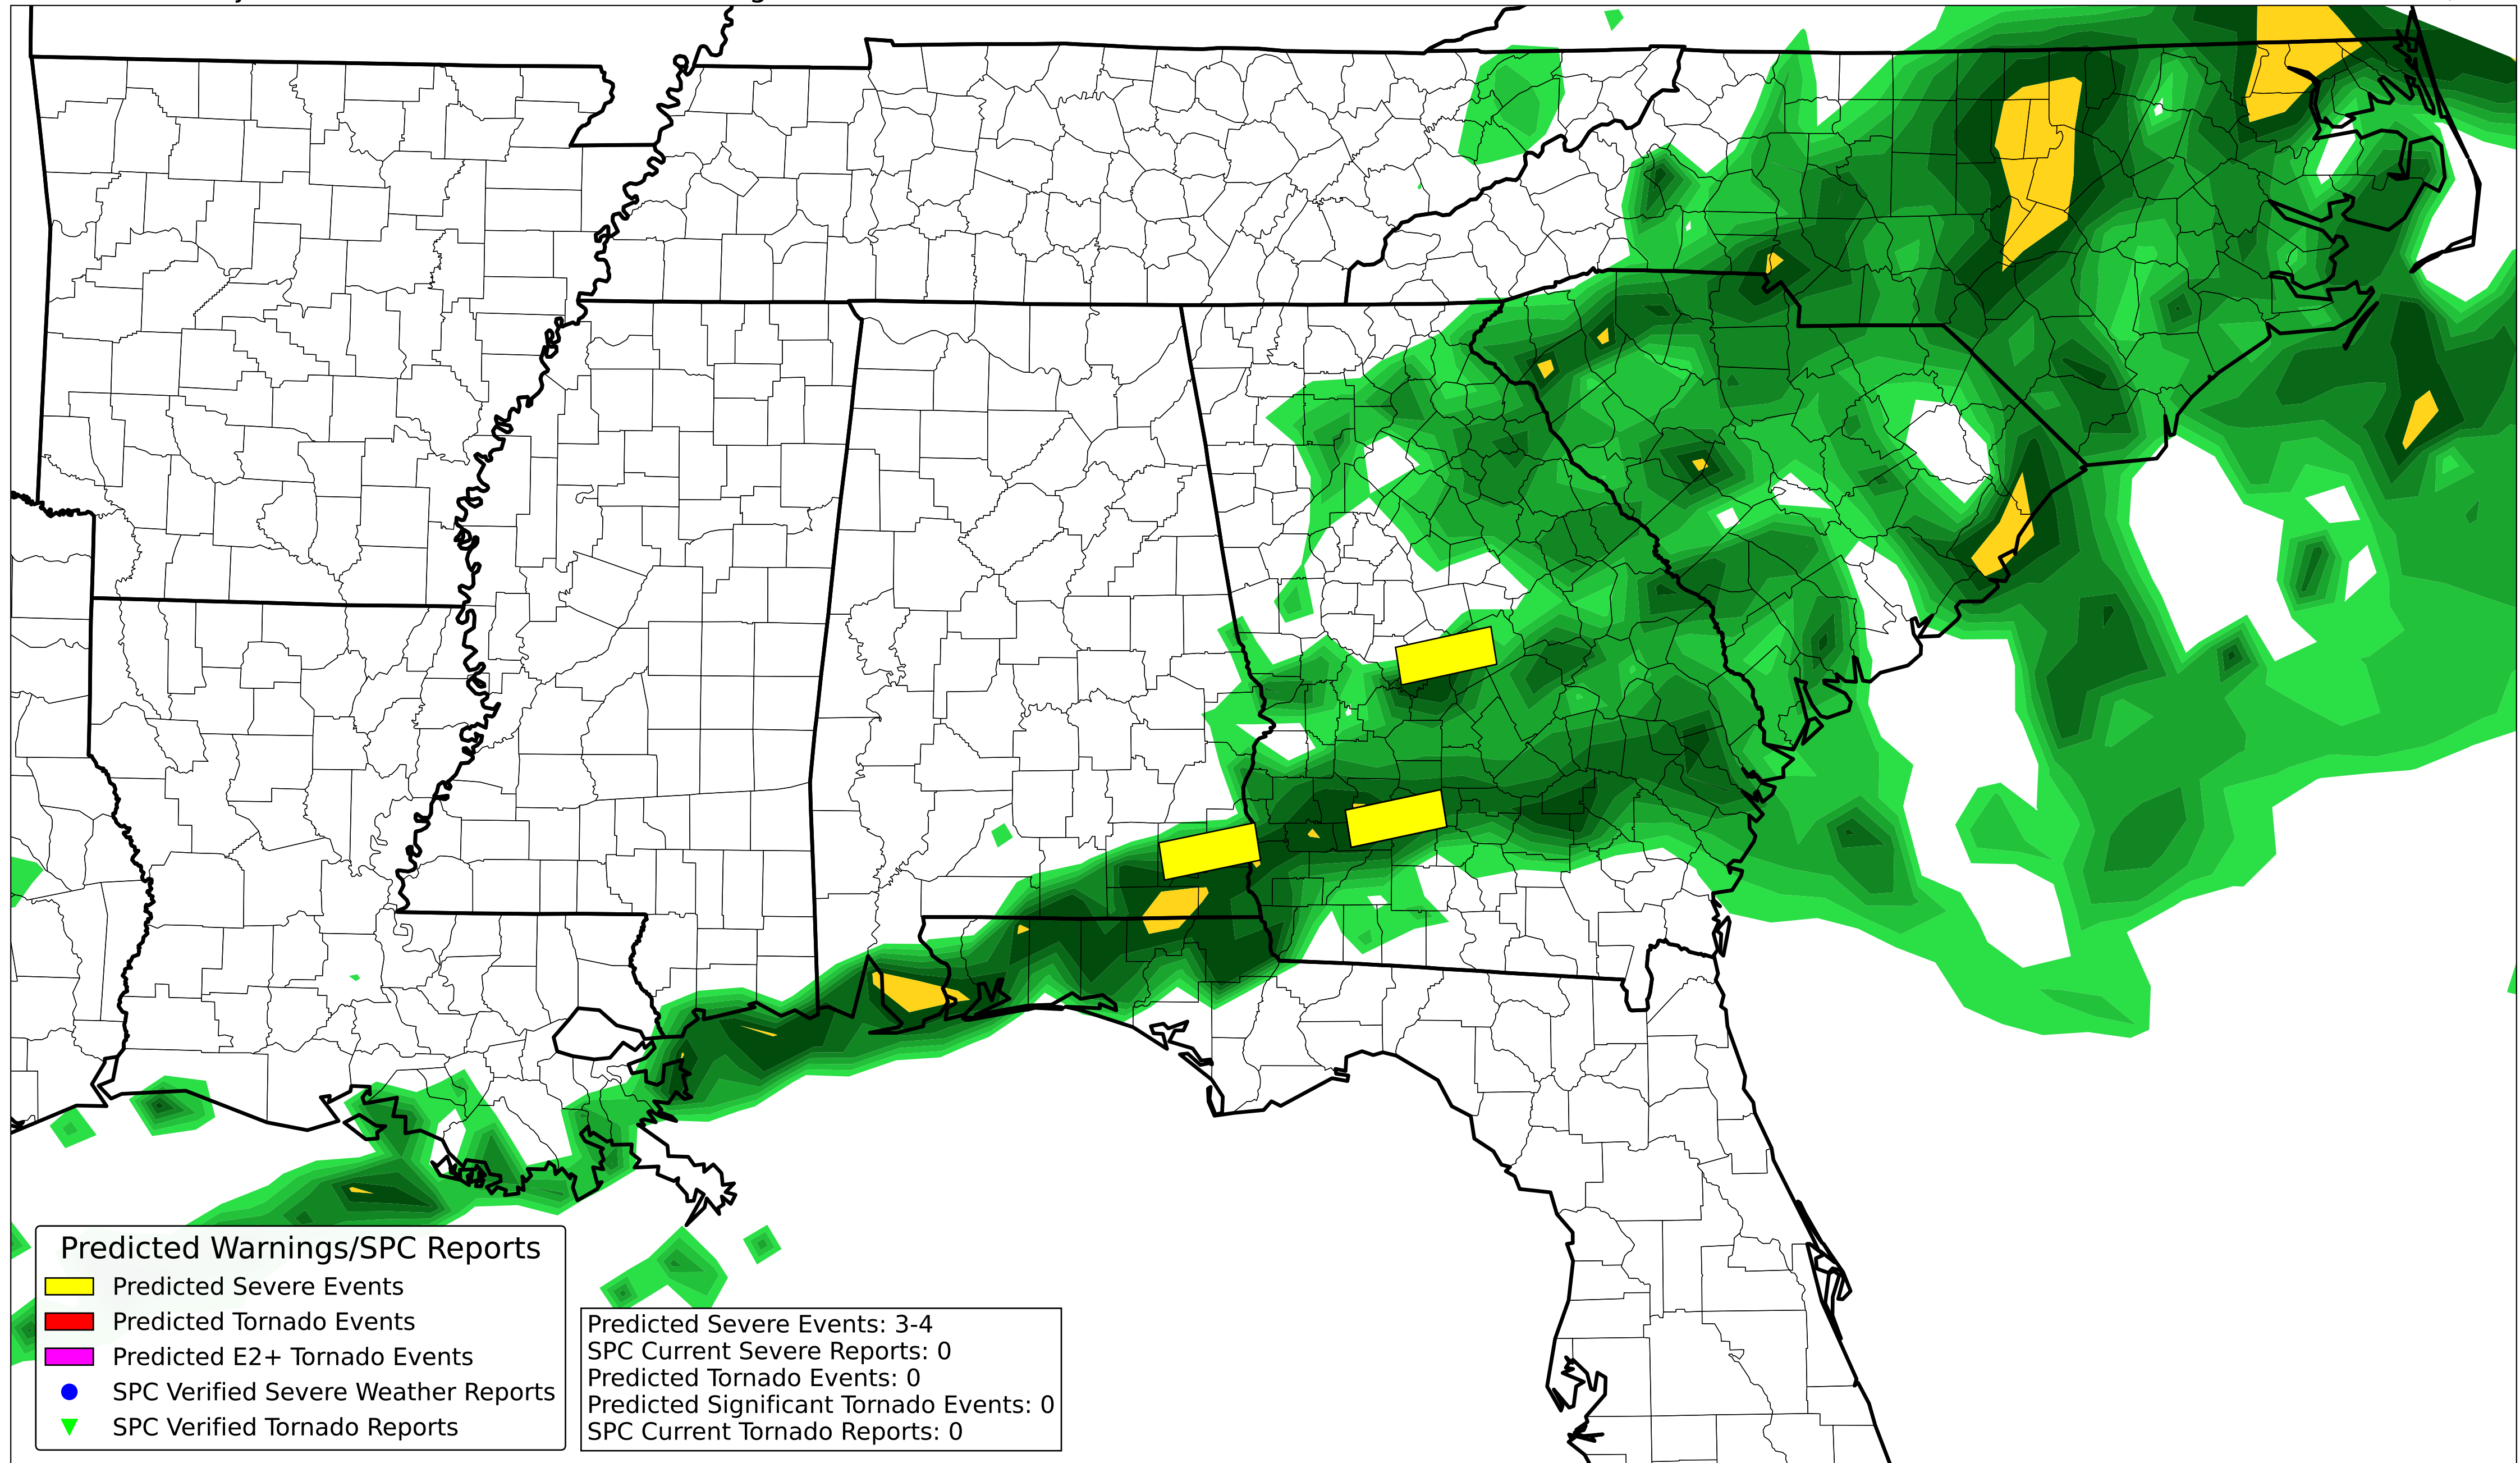 Predicted Warnings/SPC Reports
Predicted Severe Events
Predicted Tornado Events
Predicted E2+ Tornado Events
SPC Verified Severe Weather Reports
SPC Verified Tornado Reports
Predicted Severe Events: 3-4
SPC Current Severe Reports: 0
Predicted Tornado Events: 0
Predicted Significant Tornado Events: 0
SPC Current Tornado Reports: 0